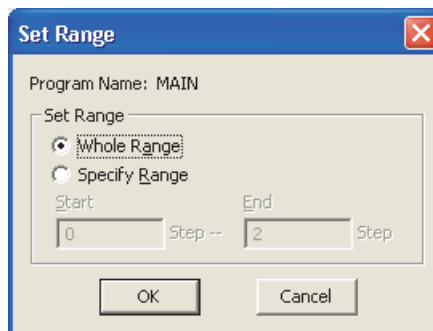 Set Range
Program Name: MAIN
Set Range
Whole Range
Specify Range
Start End
0 Step -- 2 Step
OK Cancel